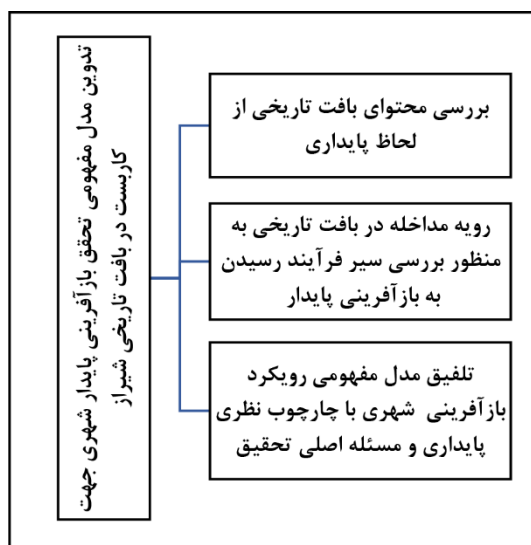 تدوین مدل مفهومی تحقق بازآفرینی پایدار شهری جهت
کاربست در بافت تاریخی شیراز
بررسی محتوای بافت تاریخی از
لحاظ پایداری
رویه مداخله در بافت تاریخی به
منظور بررسی سیر فرآیند رسیدن
به بازآفرینی پایدار
تلفیق مدل مفهومی رویکرد
بازآفرینی شهری با چارچوب نظری
پایداری و مسئله اصلی تحقیق